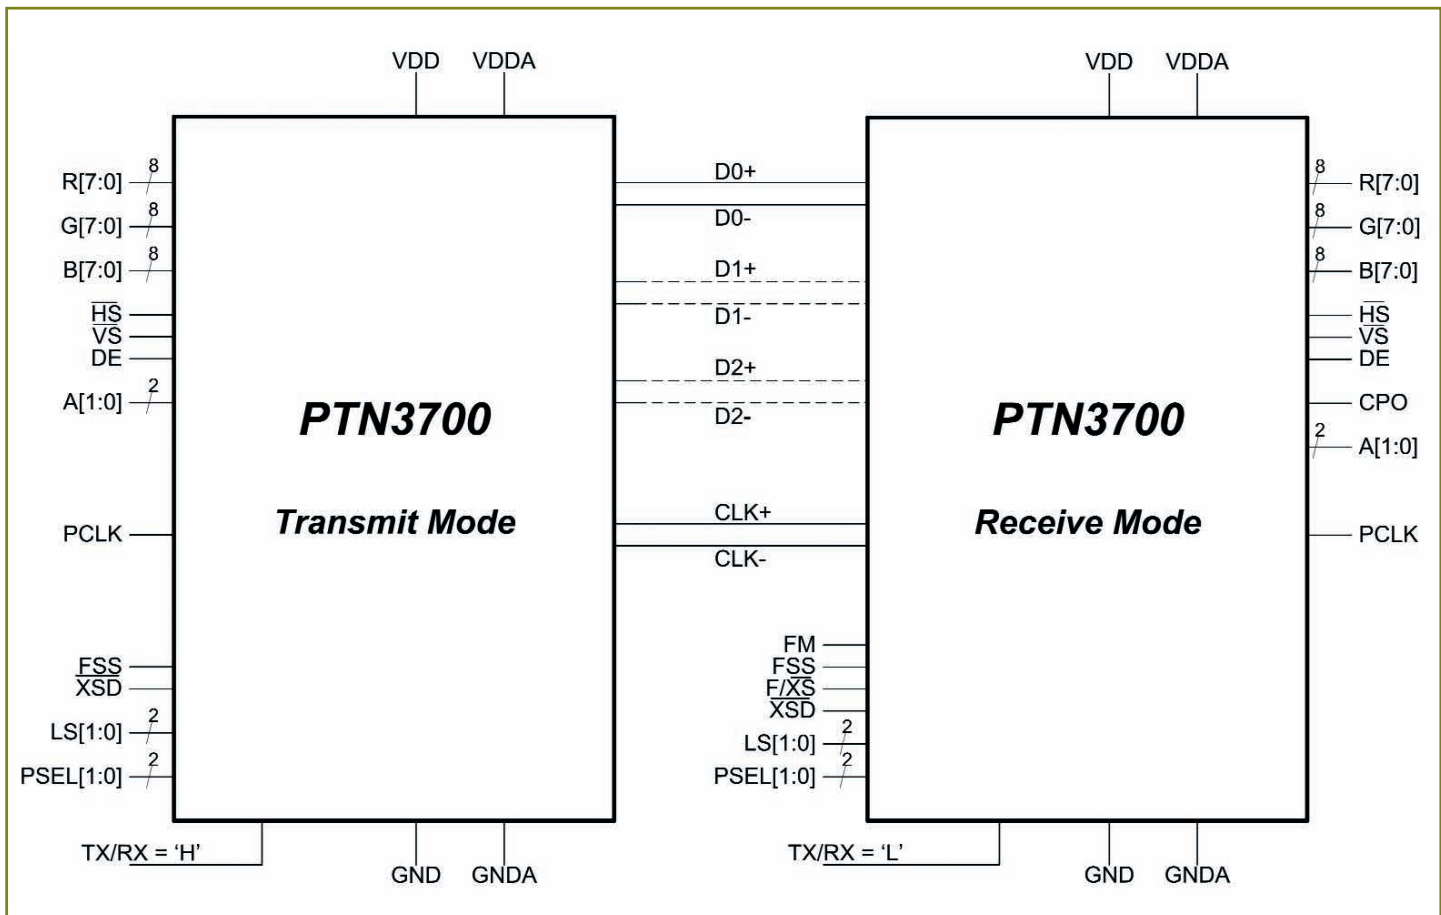 VDD VDDA VDD VDDA
8 D0+ 8
R[7:0] R[7:0]
8 D0- 8
G[7:0] G[7:0]
8 D1+ 8
B[7:0] B[7:0]
HS D1- HS
VS VS
DE D2+ DE
2
A[1:0] CPO
PTN3700 D2- PTN3700
2
A[1:0]
Transmit Mode CLK+ Receive Mode
PCLK PCLK
CLK-
FM
FSS FSS
XSD F/XS
XSD
2 2
LS[1:0] LS[1:0]
2 2
PSEL[1:0] PSEL[1:0]
TX/RX = ‘H’ TX/RX = ‘L’
GND GNDA GND GNDA